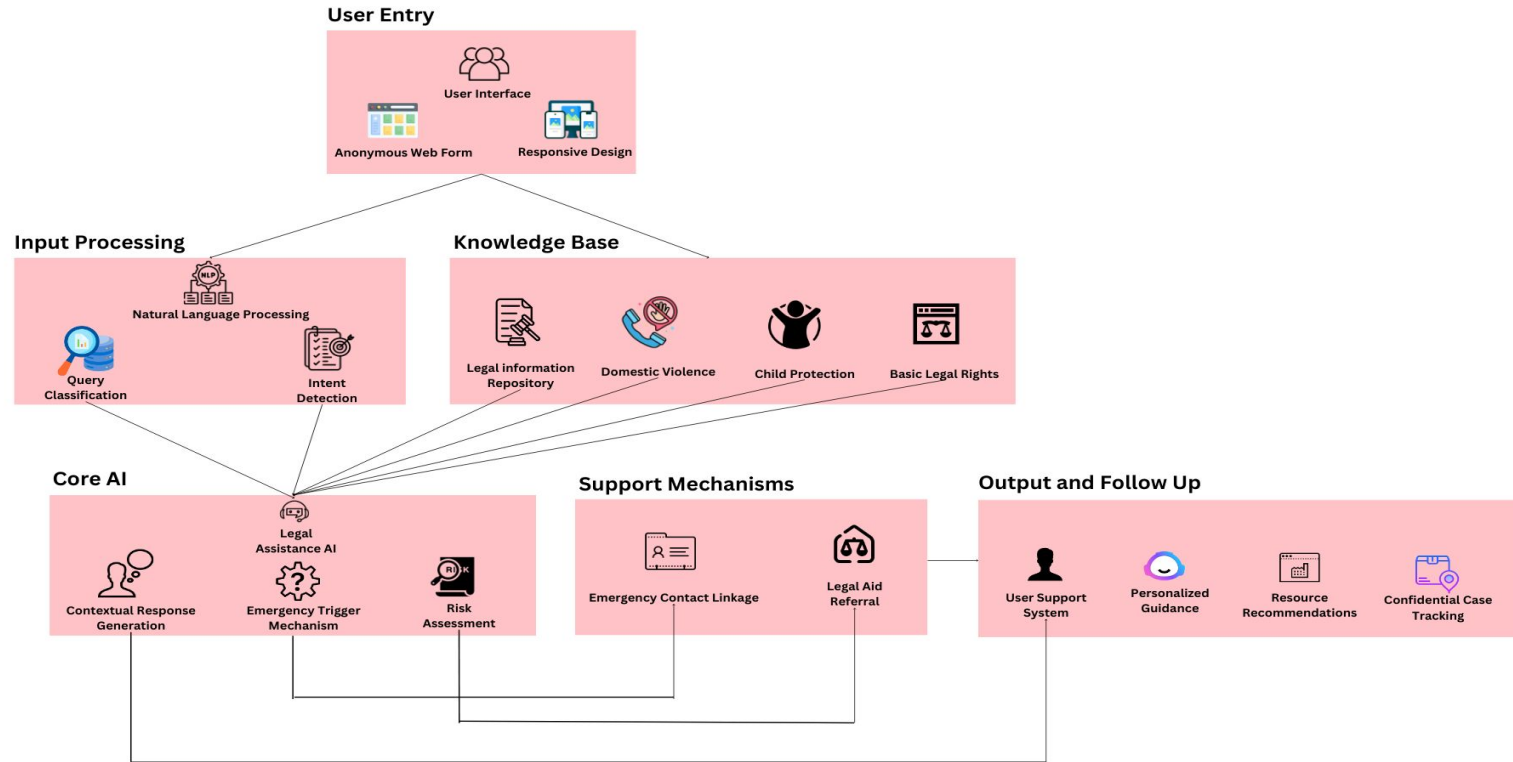 User Entry
User Interface
Anonymous Web Form
Responsive Design
Input Processing
NLP
Natural Language Processing
Query
Classification
Intent
Detection
Knowledge Base
Legal information
Repository
Domestic Violence
Child Protection
Basic Legal Rights
Core AI
Legal
Assistance AI
Contextual Response
Generation
?
Emergency Trigger
Mechanism
RISK
Risk
Assessment
Support Mechanisms
Emergency Contact Linkage
Legal Aid
Referral
Output and Follow Up
User Support
System
Personalized
Guidance
Resource
Recommendations
Confidential Case
Tracking